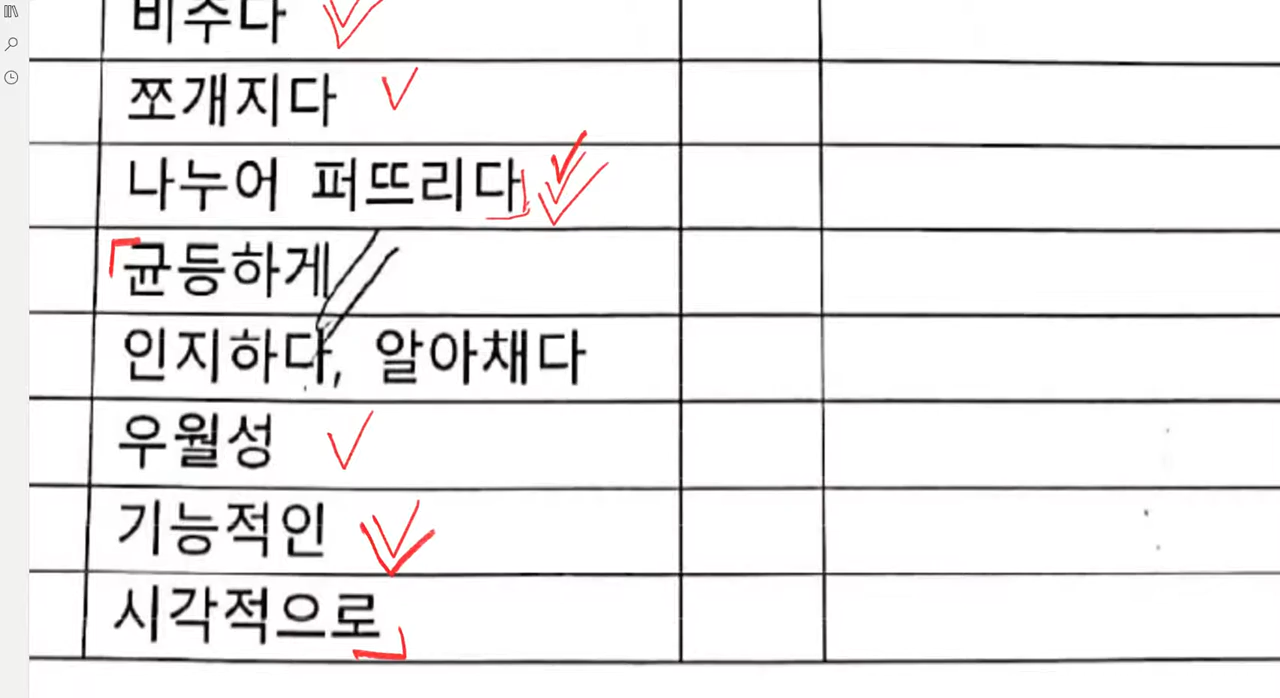 비추다
쪼개지다
나누어 퍼뜨리다
균등하게
인지하다, 알아채다
우월성
기능적인
시각적으로